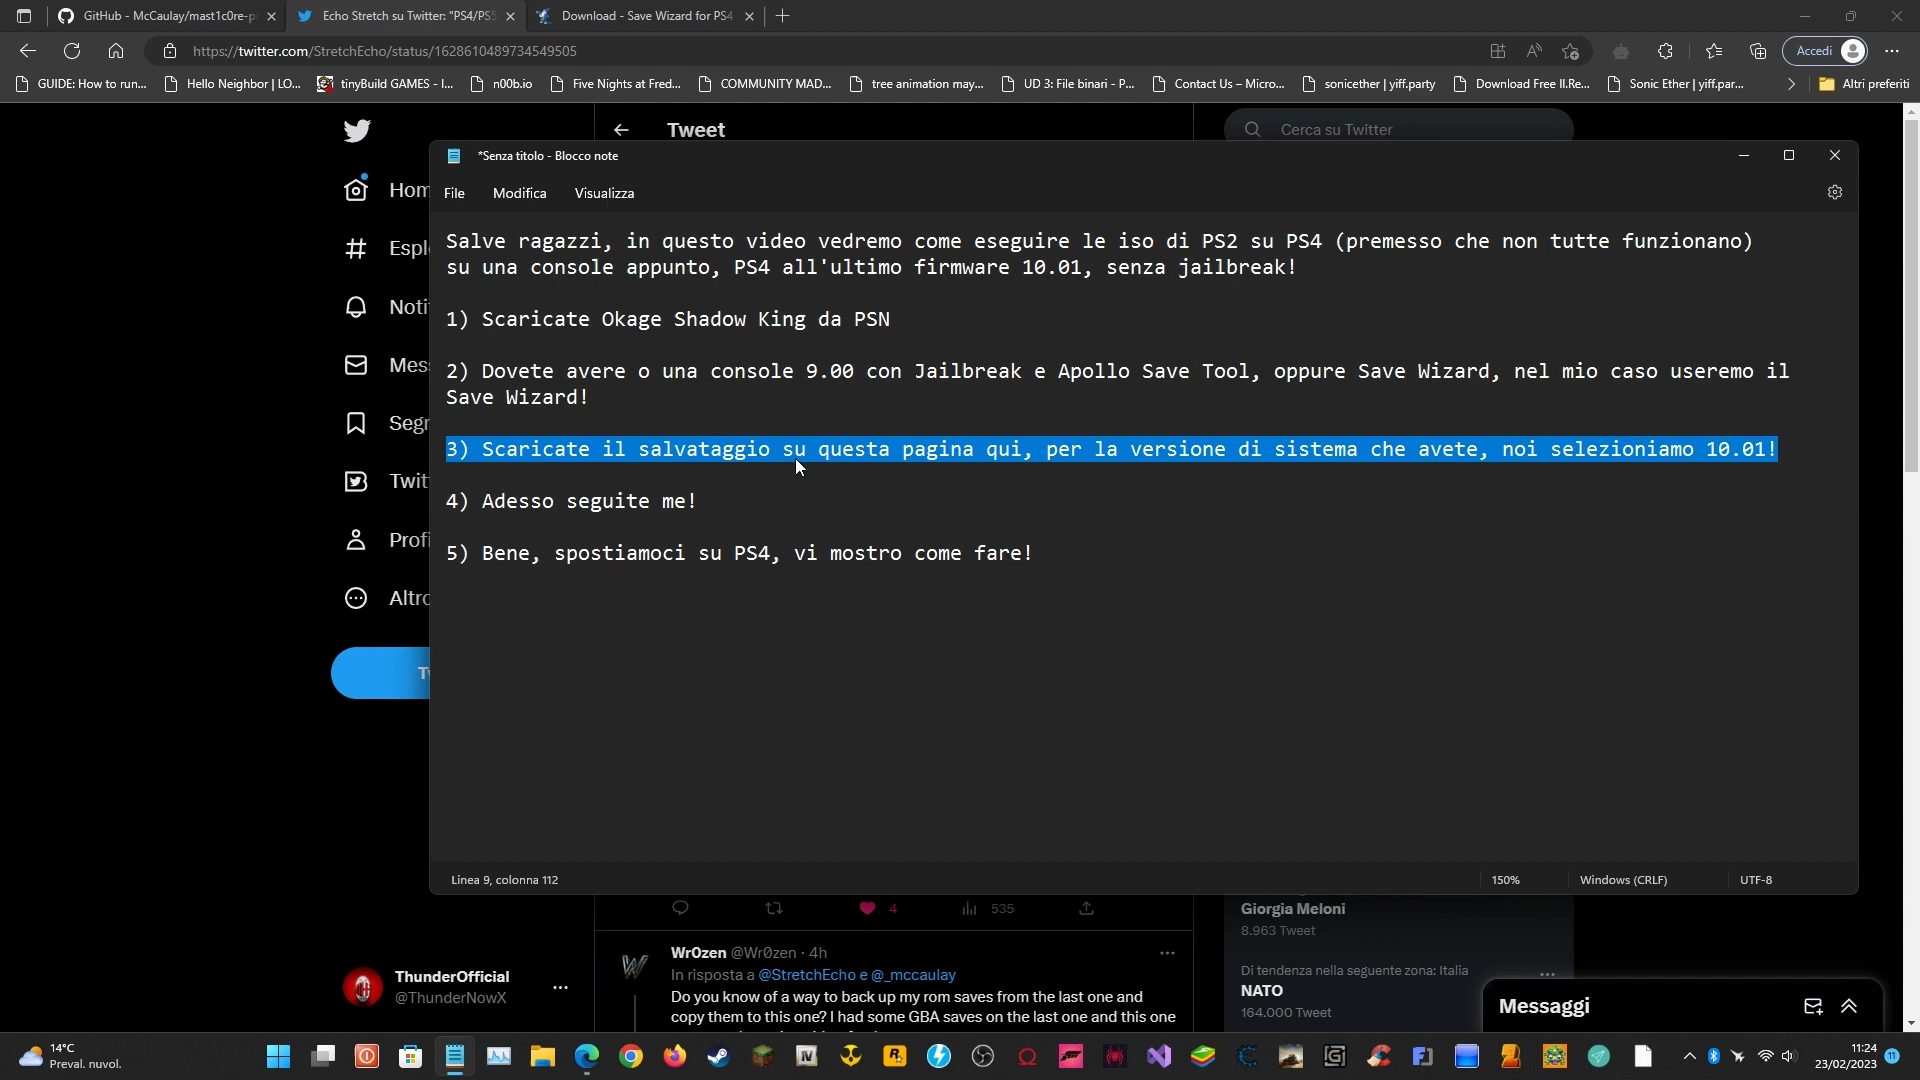 GitHub - McCaulay/mast1c0re-p
Echo Stretch su Twitter: "PS4/PS5
Download - Save Wizard for PS4
https://twitter.com/StretchEcho/status/1628610489734549505
Accedi
GUIDE: How to run...
Hello Neighbor | LO...
tinyBuild GAMES - I...
n00b.io
Five Nights at Fred...
COMMUNITY MAD...
tree animation may...
UD 3: File binari - P...
Contact Us – Micro...
sonicether | yiff.party
Download Free Il.Re...
Sonic Ether | yiff.par...
Altri preferiti
Tweet
Cerca su Twitter
*Senza titolo - Blocco note
File
Modifica
Visualizza
Hom
Espl
Noti
Mess
Segr
Twit
Profi
Altro
Salve ragazzi, in questo video vedremo come eseguire le iso di PS2 su PS4 (premesso che non tutte funzionano)
su una console appunto, PS4 all'ultimo firmware 10.01, senza jailbreak!
1) Scaricate Okage Shadow King da PSN
2) Dovete avere o una console 9.00 con Jailbreak e Apollo Save Tool, oppure Save Wizard, nel mio caso useremo il
Save Wizard!
3) Scaricate il salvataggio su questa pagina qui, per la versione di sistema che avete, noi selezioniamo 10.01!
4) Adesso seguite me!
5) Bene, spostiamoci su PS4, vi mostro come fare!
Linea 9, colonna 112
150%
Windows (CRLF)
UTF-8
4
535
Wr0zen @Wr0zen · 4h
In risposta a @StretchEcho e @_mccaulay
Do you know of a way to back up my rom saves from the last one and
copy them to this one? I had some GBA saves on the last one and this one
Giorgia Meloni
8.963 Tweet
Di tendenza nella seguente zona: Italia
NATO
164.000 Tweet
Messaggi
ThunderOfficial
@ThunderNowX
14°C
Preval. nuvol.
11:24
23/02/2023
11